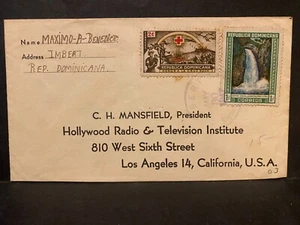 Name MAXIMO-A-BENEDEK
Address IMBERT
REP. DOMINICANA.
REPUBLICA DOMINICANA
REPUBLICA DOMINICANA
CORREOS
C. H. MANSFIELD, President
Hollywood Radio & Television Institute
810 West Sixth Street
Los Angeles 14, California, U.S.A.